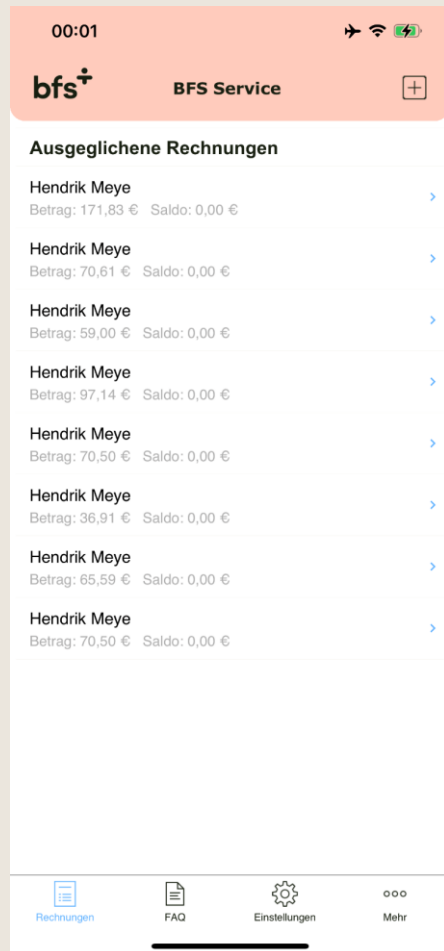 00:01
bfs
BFS Service
Ausgeglichene Rechnungen
Hendrik Meye
Betrag: 171,83 € Saldo: 0,00 €
Hendrik Meye
Betrag: 70,61 € Saldo: 0,00 €
Hendrik Meye
Betrag: 59,00 € Saldo: 0,00 €
Hendrik Meye
Betrag: 97,14 € Saldo: 0,00 €
Hendrik Meye
Betrag: 70,50 € Saldo: 0,00 €
Hendrik Meye
Betrag: 36,91 € Saldo: 0,00 €
Hendrik Meye
Betrag: 65,59 € Saldo: 0,00 €
Hendrik Meye
Betrag: 70,50 € Saldo: 0,00 €
Rechnungen
FAQ
Einstellungen
Mehr